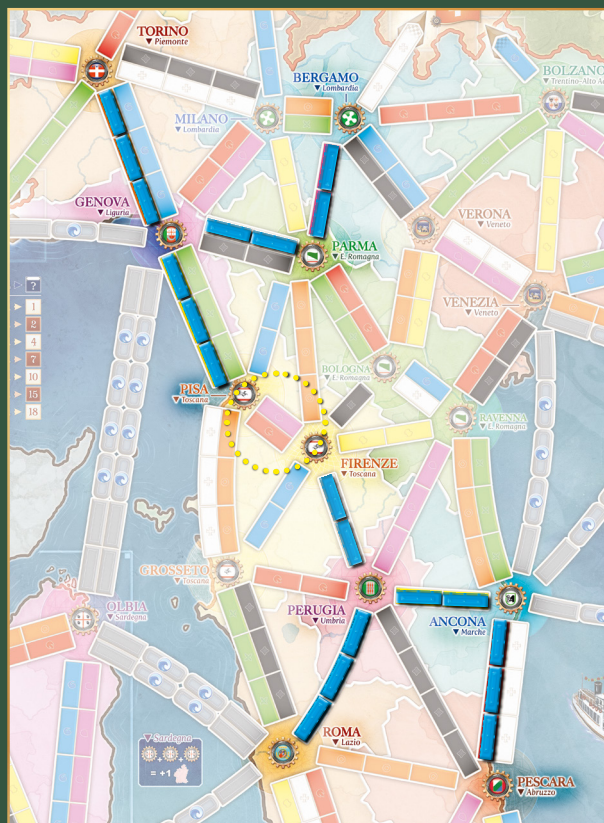 TORINO
▼ Piemonte
BERGAMO
▼ Lombardia
BOLZANO
▼ Trentino-Alto A
MILANO
▼ Lombardia
GENOVA
▼ Liguria
VERONA
▼ Veneto
PARMA
▼ E. Romagna
?
1
2
4
7
10
15
18
VENEZIA
▼ Veneto
BOLOGNA
▼ E. Romagna
PISA
▼ Toscana
RAVENNA
▼ E. Romagna
FIRENZE
▼ Toscana
GROSSETO
▼ Toscana
OLBIA
▼ Sardegna
PERUGIA
▼ Umbria
ANCONA
▼ Marche
▼ Sardegna
= +1
ROMA
▼ Lazio
PESCARA
▼ Abruzzo